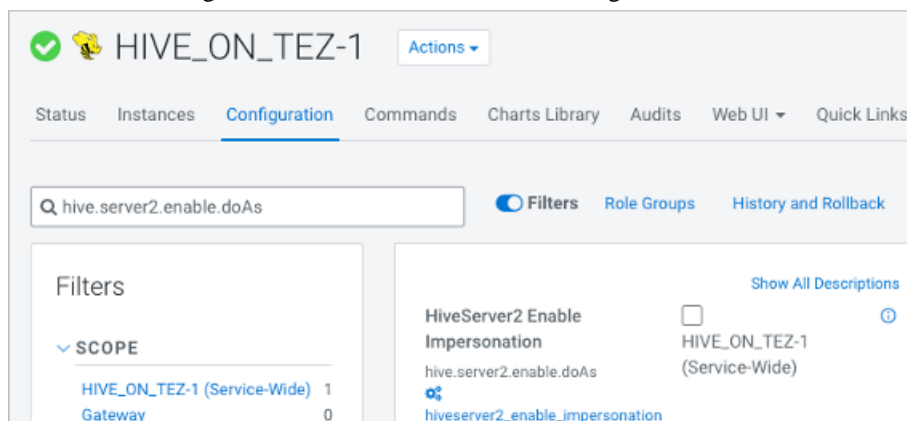 HIVE_ON_TEZ-1 Actions
Status Instances Configuration Commands Charts Library Audits Web UI Quick Links
hive.server2.enable.doAs Filters Role Groups History and Rollback
Filters
Show All Descriptions
HiveServer2 Enable
Impersonation
hive.server2.enable.doAs
hiveserver2_enable_impersonation
HIVE_ON_TEZ-1
(Service-Wide)
SCOPE
HIVE_ON_TEZ-1 (Service-Wide) 1
Gateway 0